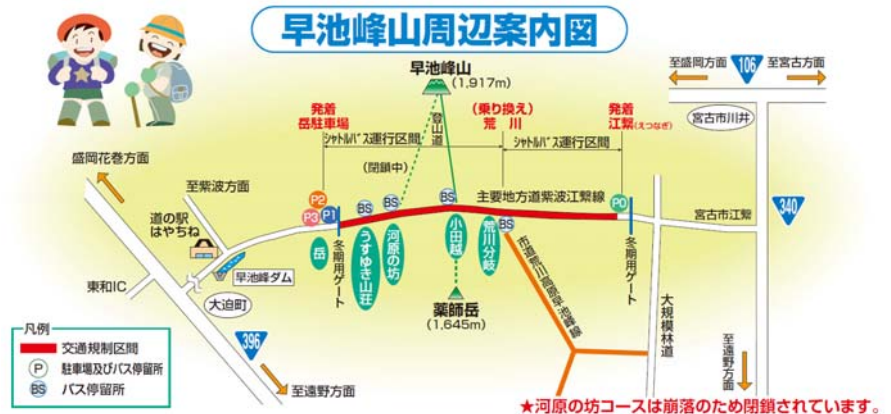 早池峰山周辺案内図
早池峰山
(1,917m)
至盛岡方面
106
至宮古方面
発着
岳駐車場
(乗り換え)
荒川
発着
江繋(えつなぎ)
宮古市川井
シャトルバス運行区間
シャトルバス運行区間
登山道
(閉鎖中)
盛岡花巻方面
至紫波方面
P2
P3
P1
BS
BS
BS
BS
主要地方道紫波江繋線
P0
340
宮古市江繋
道の駅
はやちね
岳
冬期用ゲート
うすゆき山荘
河原の坊
小田越
荒川分岐
冬期用ゲート
早池峰ダム
東和IC
大迫町
薬師岳
(1,645m)
市道荒川高原早池峰線
大規模林道
396
至遠野方面
至遠野方面
凡例
交通規制区間
P 駐車場及びバス停留所
BS バス停留所
★河原の坊コースは崩落のため閉鎖されています。